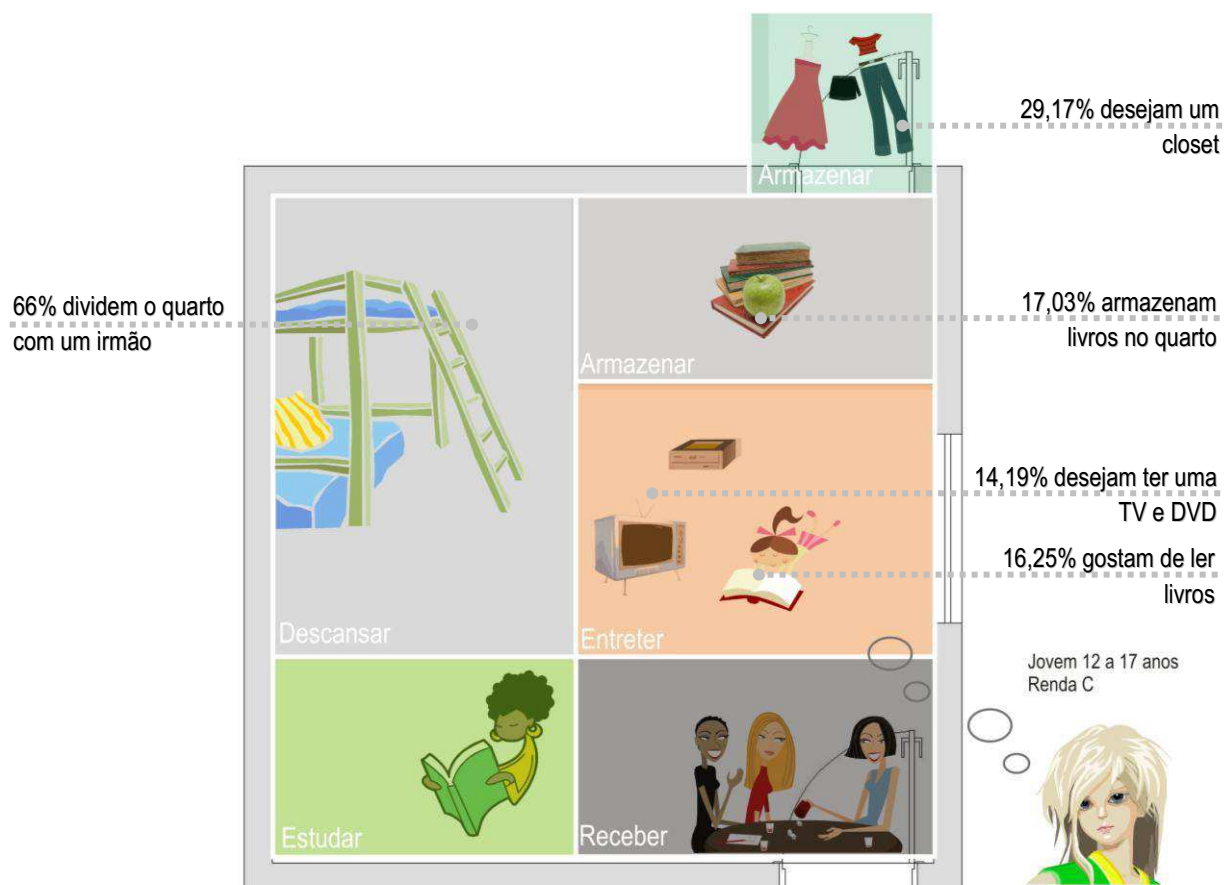 29,17% desejam um
closet
Armazenar
66% dividem o quarto
com um irmão
17,03% armazenam
livros no quarto
Armazenar
14,19% desejam ter uma
TV e DVD
16,25% gostam de ler
livros
Descansar
Entreter
Jovem 12 a 17 anos
Renda C
Estudar
Receber